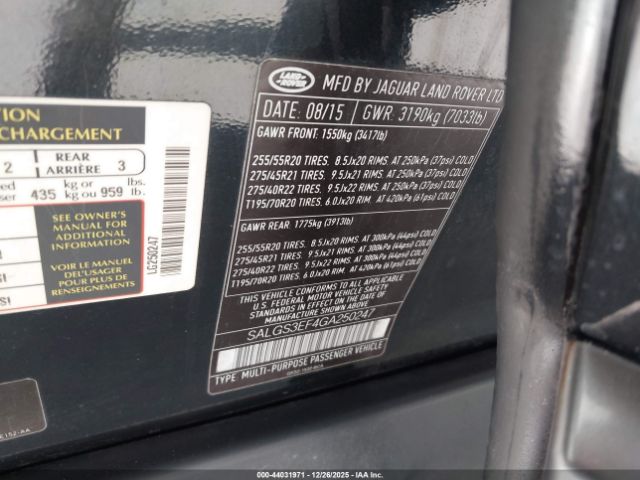 TION
CHARGEMENT
2 REAR ARRIÈRE 3
435 kg or kg ou 959 lbs. lb.
SEE OWNER'S
MANUAL FOR
ADDITIONAL
INFORMATION
VOIR LE MANUEL
DE L'USAGER
POUR PLUS DE
RENSEIGNEMENTS
LG250247
LAND ROVER
MFD BY JAGUAR LAND ROVER LTD
DATE: 08/15 GWR: 3190kg (7033lb)
GAWR FRONT: 1550kg (3417lb)
255/55R20 TIRES. 8.5Jx20 RIMS. AT 250kPa (37psi) COLD
275/45R21 TIRES. 9.5Jx21 RIMS. AT 250kPa (37psi) COLD
275/40R22 TIRES. 9.5Jx22 RIMS. AT 250kPa (37psi) COLD
T195/70R20 TIRES. 6.0Jx20 RIM. AT 420kPa (61psi) COLD
GAWR REAR: 1775kg (3913lb)
255/55R20 TIRES. 8.5Jx20 RIMS. AT 300kPa (44psi) COLD
275/45R21 TIRES. 9.5Jx21 RIMS. AT 300kPa (44psi) COLD
275/40R22 TIRES. 9.5Jx22 RIMS. AT 300kPa (44psi) COLD
T195/70R20 TIRES. 6.0Jx20 RIM. AT 420kPa (61psi) COLD
THIS VEHICLE CONFORMS TO ALL APPLICABLE
U.S. FEDERAL MOTOR VEHICLE SAFETY
STANDARDS IN EFFECT ON THE DATE OF
MANUFACTURE SHOWN ABOVE.
SALGS3EF4GA250247
TYPE: MULTI-PURPOSE PASSENGER VEHICLE
© IAA Inc. 2025 - 44031971 - 12/26/2025 - IAAI.COM